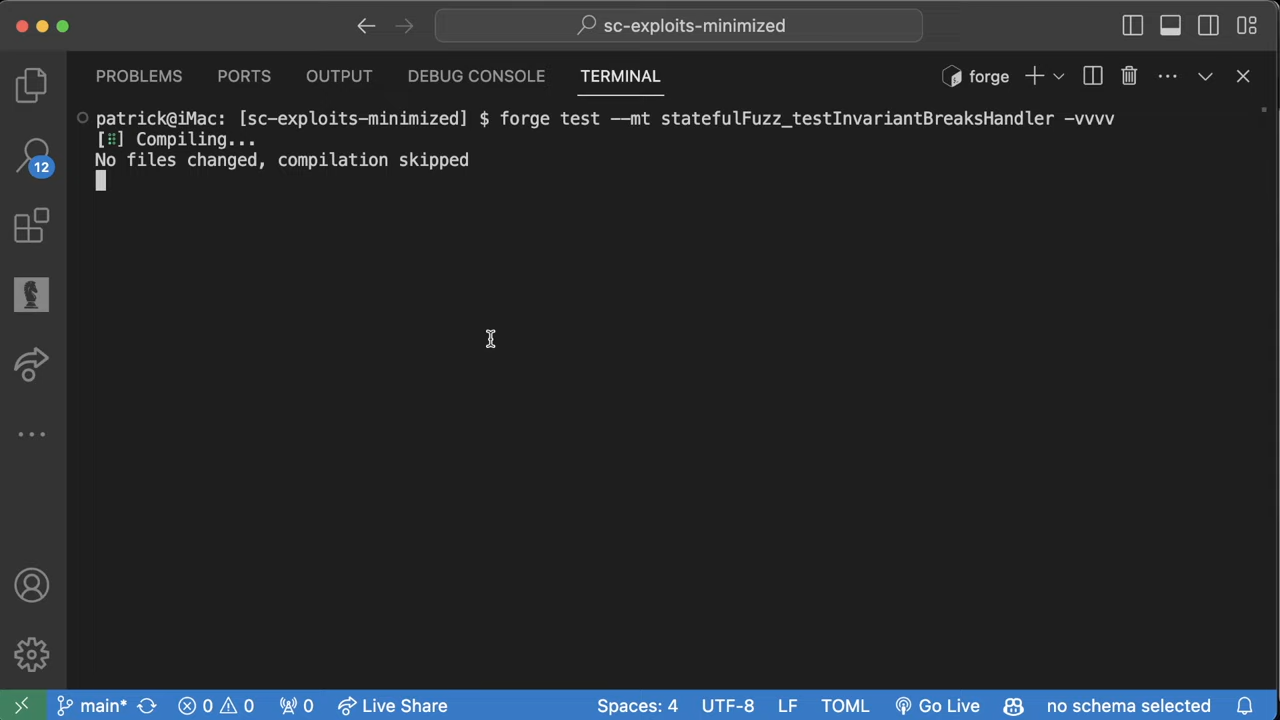 sc-exploits-minimized
PROBLEMS PORTS OUTPUT DEBUG CONSOLE TERMINAL forge
patrick@iMac: [sc-exploits-minimized] $ forge test --mt statefulFuzz_testInvariantBreaksHandler -vvvv
[⠿] Compiling...
No files changed, compilation skipped
12
main* 0 0 0 Live Share Spaces: 4 UTF-8 LF TOML Go Live no schema selected